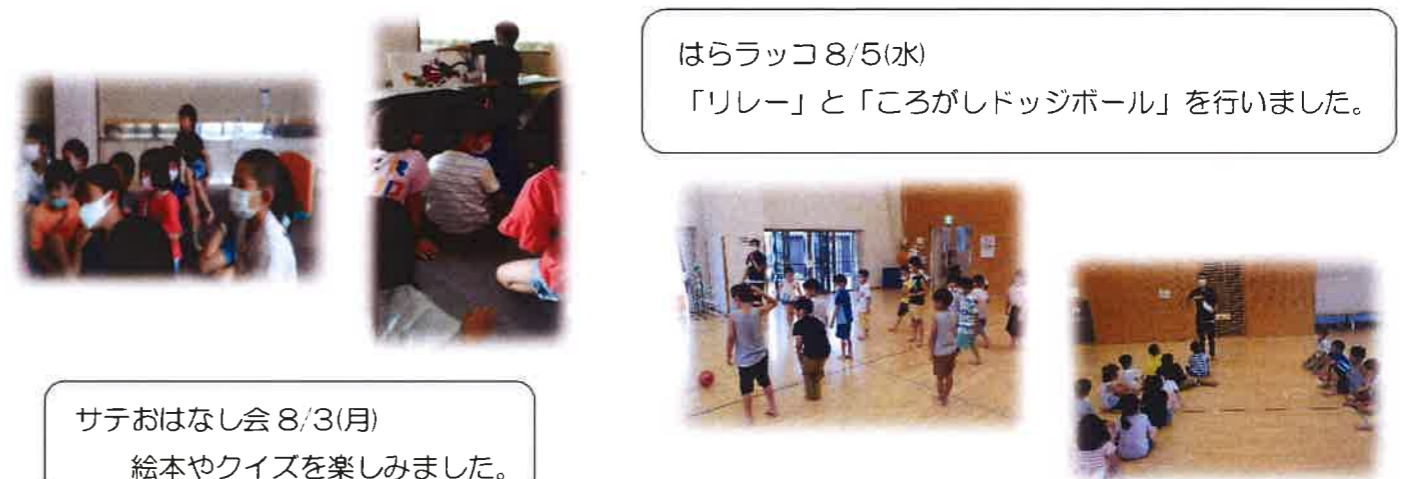 はらラッコ 8/5(水)
「リレー」と「ころがしドッジボール」を行いました。
サテおはなし会 8/3(月)
絵本やクイズを楽しみました。